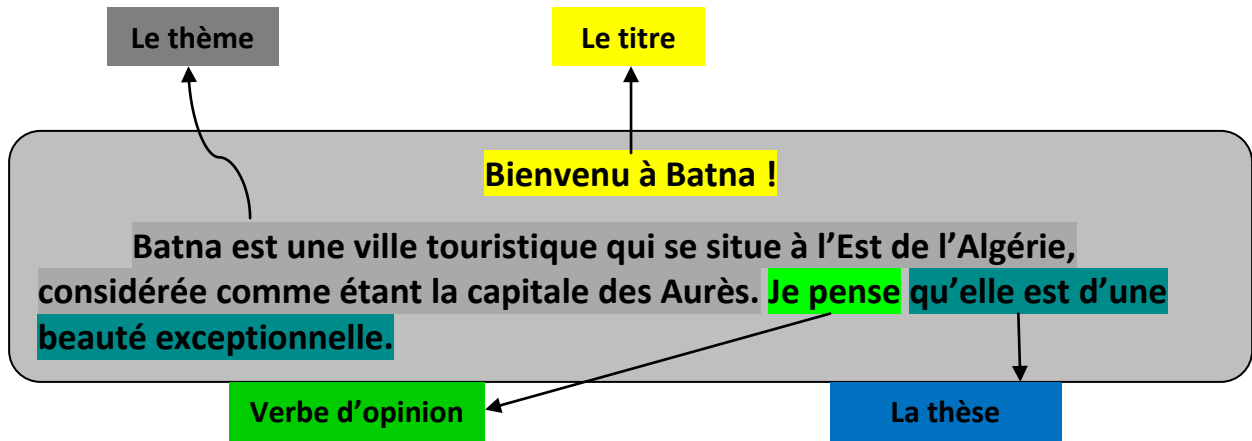 Le thème
Le titre
Bienvenu à Batna !
Batna est une ville touristique qui se situe à l’Est de l’Algérie,
considérée comme étant la capitale des Aurès. Je pense qu’elle est d’une
beauté exceptionnelle.
Verbe d’opinion
La thèse